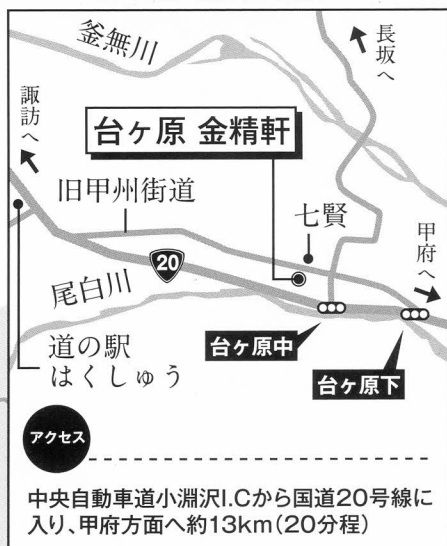 釜無川
長坂へ
諏訪へ
台ヶ原 金精軒
旧甲州街道
七賢
甲府へ
20
尾白川
台ヶ原中
道の駅
はくしゅう
台ヶ原下
アクセス
中央自動車道小淵沢I.Cから国道20号線に
入り、甲府方面へ約13km(20分程)